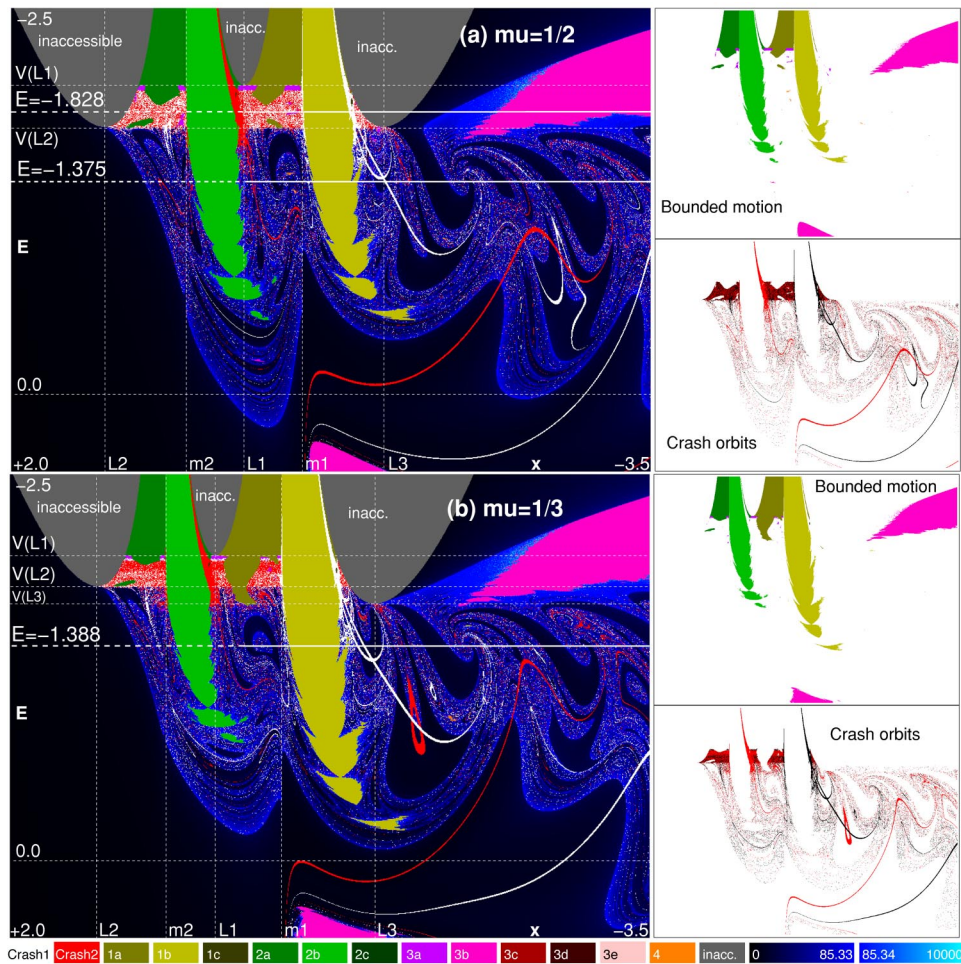 −2.5
inaccessible
inacc.
inacc.
(a) mu=1/2
V(L1)
E=−1.828
V(L2)
E=−1.375
E
0.0
+2.0
L2
m2
L1
m1
L3
x
−3.5
Bounded motion
Crash orbits
−2.5
inaccessible
inacc.
inacc.
(b) mu=1/3
V(L1)
V(L2)
V(L3)
E=−1.388
E
0.0
+2.0
L2
m2
L1
m1
L3
x
−3.5
Bounded motion
Crash orbits
Crash1 Crash2 1a 1b 1c 2a 2b 2c 3a 3b 3c 3d 3e 4 inacc. 0 85.33 85.34 10000